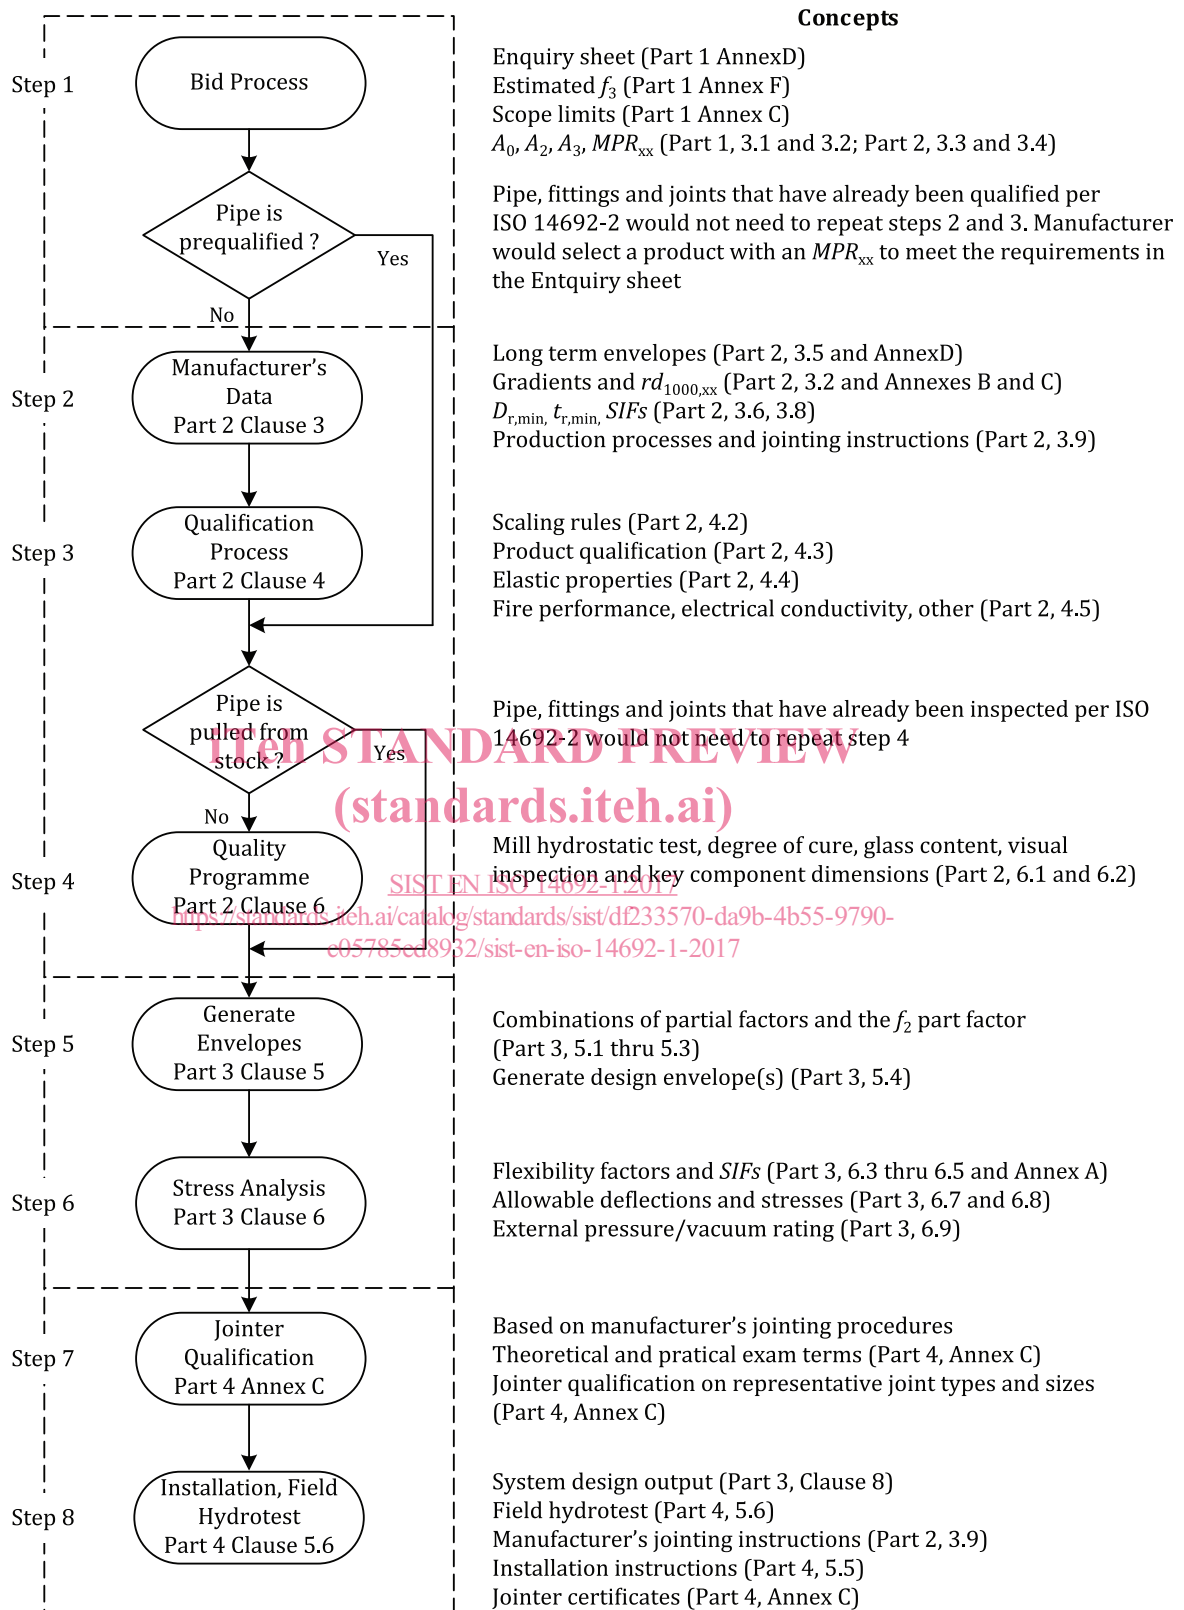 Concepts
Step 1
Bid Process
Enquiry sheet (Part 1 AnnexD)
Estimated f3 (Part 1 Annex F)
Scope limits (Part 1 Annex C)
A0, A2, A3, MPRxx (Part 1, 3.1 and 3.2; Part 2, 3.3 and 3.4)
Pipe is
prequalified ?
Yes
No
Pipe, fittings and joints that have already been qualified per
ISO 14692-2 would not need to repeat steps 2 and 3. Manufacturer
would select a product with an MPRxx to meet the requirements in
the Entquiry sheet
Step 2
Manufacturer's
Data
Part 2 Clause 3
Long term envelopes (Part 2, 3.5 and AnnexD)
Gradients and rd1000,xx (Part 2, 3.2 and Annexes B and C)
Dr,min, tr,min, SIFs (Part 2, 3.6, 3.8)
Production processes and jointing instructions (Part 2, 3.9)
Step 3
Qualification
Process
Part 2 Clause 4
Scaling rules (Part 2, 4.2)
Product qualification (Part 2, 4.3)
Elastic properties (Part 2, 4.4)
Fire performance, electrical conductivity, other (Part 2, 4.5)
Pipe is
pulled from
stock ?
Yes
No
Pipe, fittings and joints that have already been inspected per ISO
14692-2 would not need to repeat step 4
iTeh STANDARD PREVIEW
(standards.iteh.ai)
Step 4
Quality
Programme
Part 2 Clause 6
Mill hydrostatic test, degree of cure, glass content, visual
inspection and key component dimensions (Part 2, 6.1 and 6.2)
SIST EN ISO 14692-1:2017
https://standards.iteh.ai/catalog/standards/sist/df233570-da9b-4b55-9790-
c05785ed8932/sist-en-iso-14692-1-2017
Step 5
Generate
Envelopes
Part 3 Clause 5
Combinations of partial factors and the f2 part factor
(Part 3, 5.1 thru 5.3)
Generate design envelope(s) (Part 3, 5.4)
Step 6
Stress Analysis
Part 3 Clause 6
Flexibility factors and SIFs (Part 3, 6.3 thru 6.5 and Annex A)
Allowable deflections and stresses (Part 3, 6.7 and 6.8)
External pressure/vacuum rating (Part 3, 6.9)
Step 7
Jointer
Qualification
Part 4 Annex C
Based on manufacturer's jointing procedures
Theoretical and pratical exam terms (Part 4, Annex C)
Jointer qualification on representative joint types and sizes
(Part 4, Annex C)
Step 8
Installation, Field
Hydrotest
Part 4 Clause 5.6
System design output (Part 3, Clause 8)
Field hydrotest (Part 4, 5.6)
Manufacturer's jointing instructions (Part 2, 3.9)
Installation instructions (Part 4, 5.5)
Jointer certificates (Part 4, Annex C)